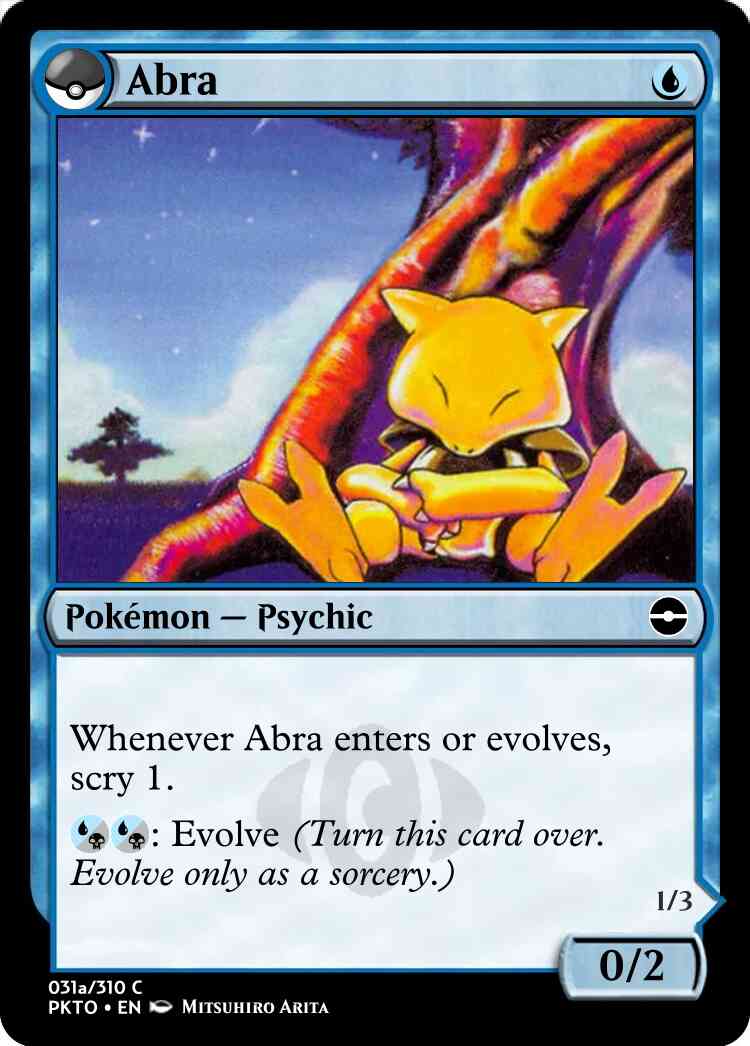 Abra
Pokémon — Psychic
Whenever Abra enters or evolves,
scry 1.
: Evolve (Turn this card over.
Evolve only as a sorcery.)
1/3
0/2
031a/310 C
PKTO • EN MITSUHIRO ARITA